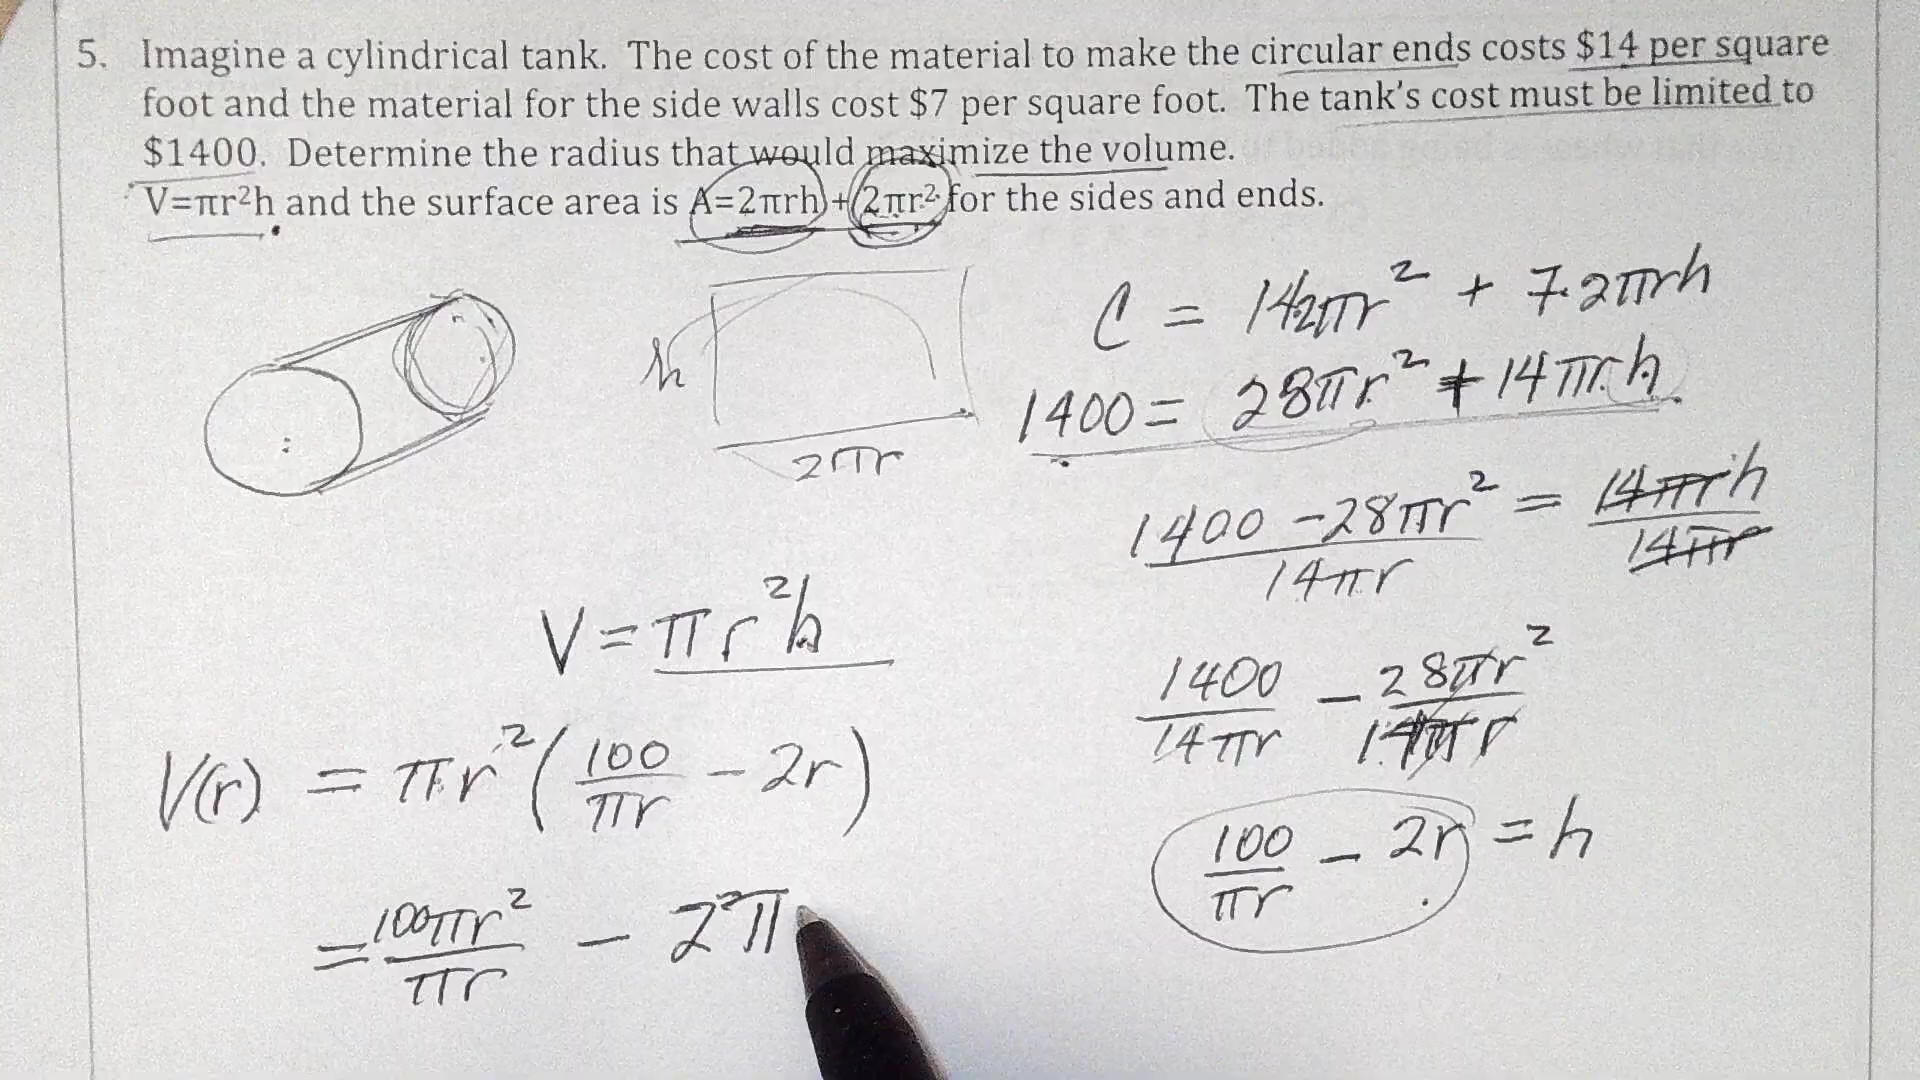 5. Imagine a cylindrical tank. The cost of the material to make the circular ends costs $14 per square
foot and the material for the side walls cost $7 per square foot. The tank's cost must be limited to
$1400. Determine the radius that would maximize the volume.
V=πr²h and the surface area is A=2πrh+2πr² for the sides and ends.
h
2πr
C = 14·2πr² + 7·2πrh
1400 = 28πr² + 14πrh
1400 - 28πr² = 14πrh
14πr 14πr
V = πr²h
1400 - 28πr²
14πr 14πr
V(r) = πr²(100/πr - 2r)
100/πr - 2r = h
= 100πr²/πr - 2π